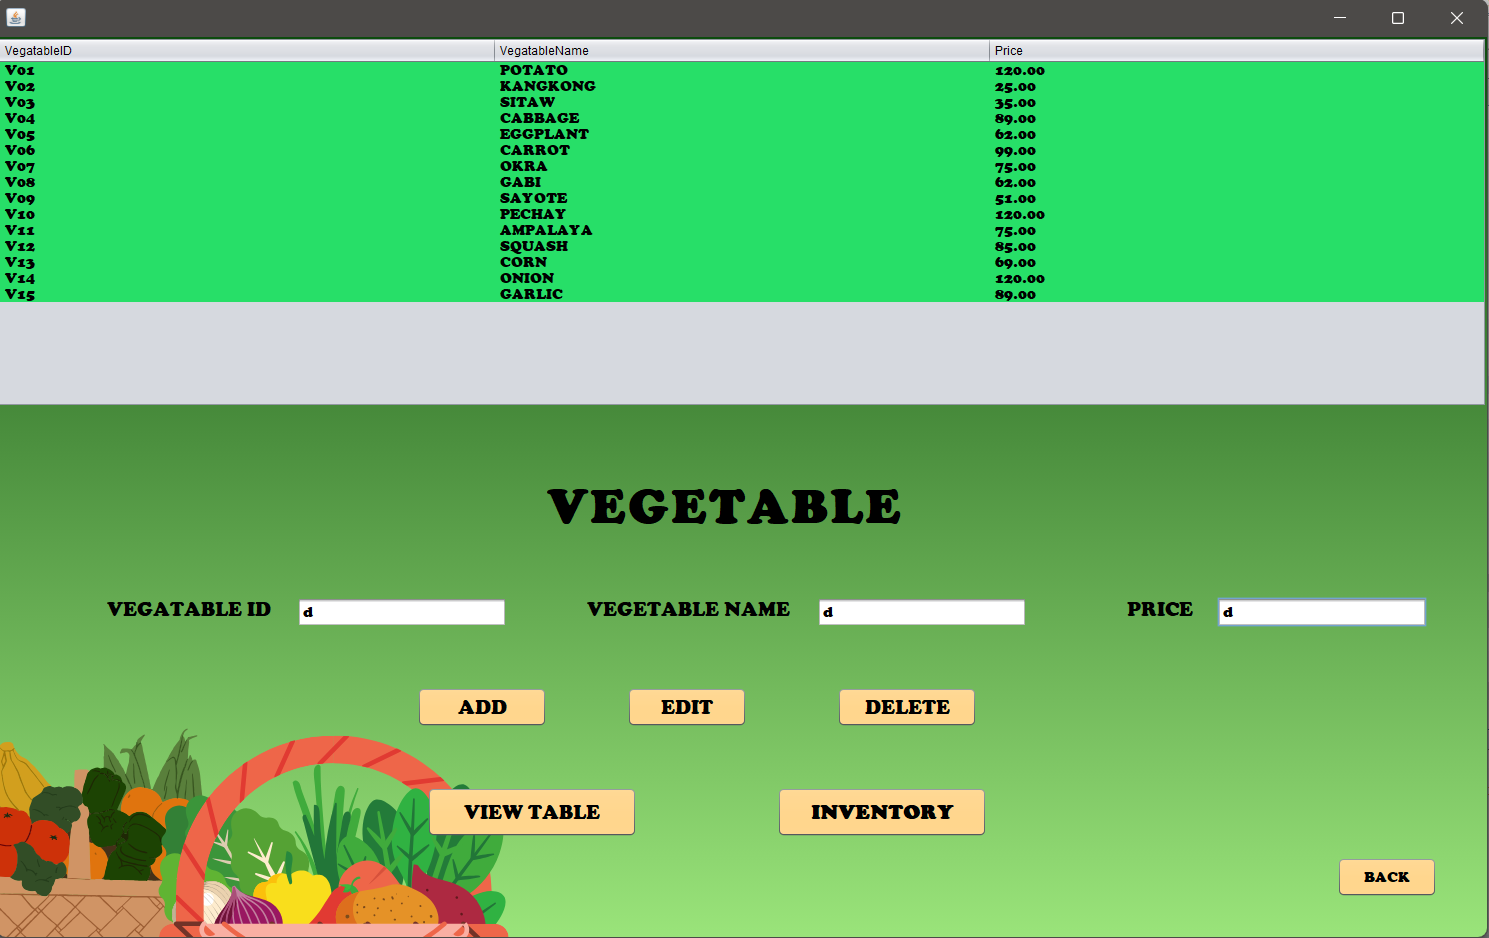 VegatableID VegatableName Price
V01 POTATO 120.00
V02 KANGKONG 25.00
V03 SITAW 35.00
V04 CABBAGE 89.00
V05 EGGPLANT 62.00
V06 CARROT 99.00
V07 OKRA 75.00
V08 GABI 62.00
V09 SAYOTE 51.00
V10 PECHAY 120.00
V11 AMPALAYA 75.00
V12 SQUASH 85.00
V13 CORN 69.00
V14 ONION 120.00
V15 GARLIC 89.00
VEGETABLE
VEGATABLE ID d VEGETABLE NAME d PRICE d
ADD EDIT DELETE
VIEW TABLE INVENTORY
BACK